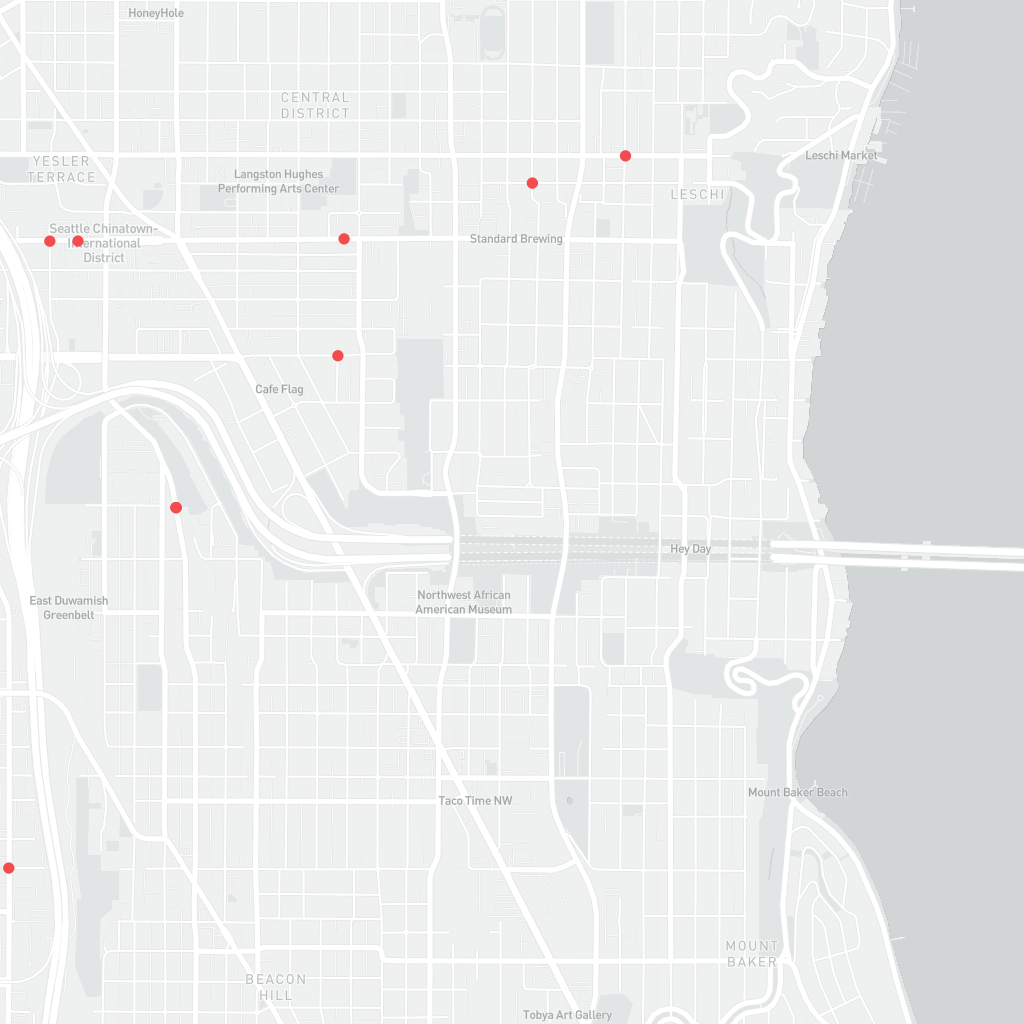 HoneyHole
CENTRAL
DISTRICT
YESLER
TERRACE
Leschi Market
Langston Hughes
Performing Arts Center
LESCHI
Seattle Chinatown-
International
District
Standard Brewing
Cafe Flag
Hey Day
Northwest African
American Museum
East Duwamish
Greenbelt
Mount Baker Beach
Taco Time NW
MOUNT
BAKER
BEACON
HILL
Tobya Art Gallery